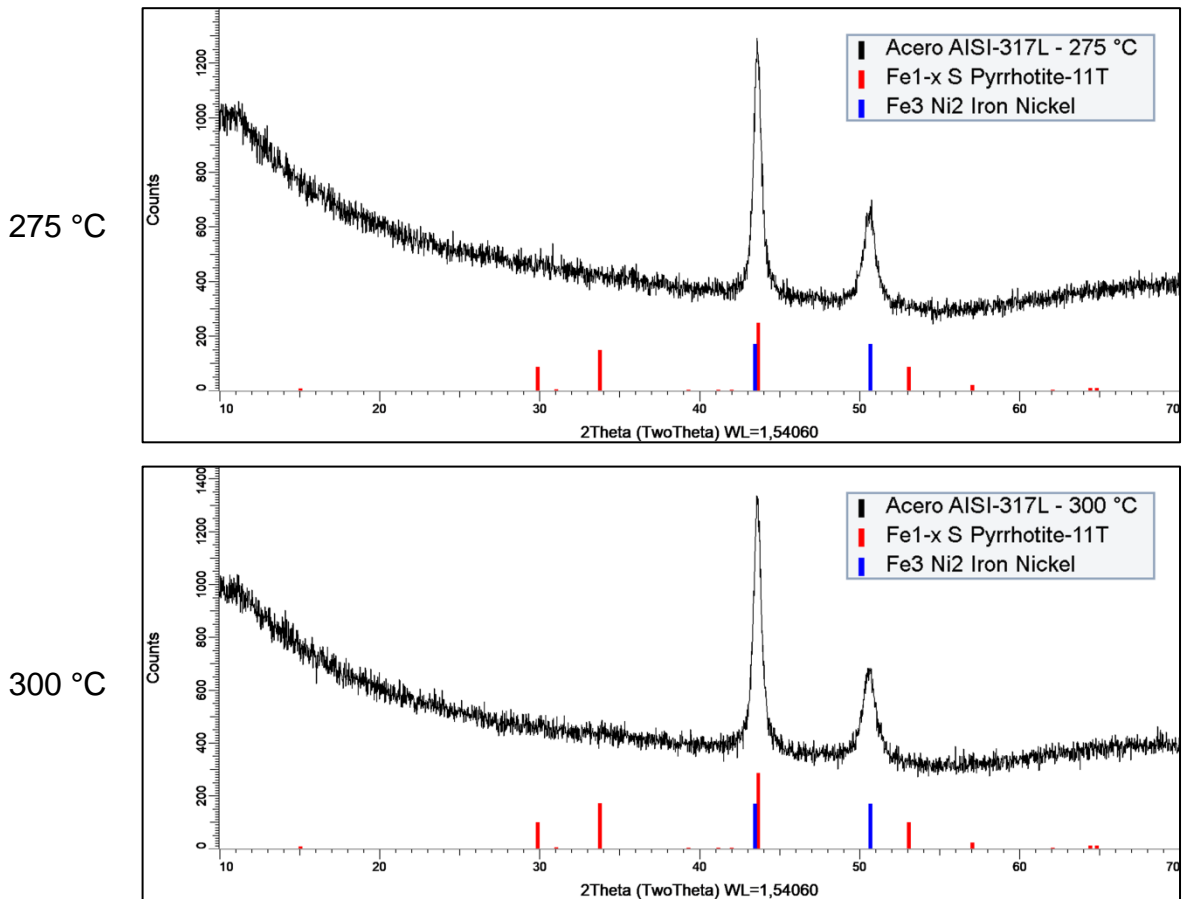 275 °C
Counts
0
200
400
600
800
1000
1200
Acero AISI-317L - 275 °C
Fe1-x S Pyrrhotite-11T
Fe3 Ni2 Iron Nickel
10 20 30 40 50 60 70
2Theta (TwoTheta) WL=1,54060
300 °C
Counts
0
200
400
600
800
1000
1200
1400
Acero AISI-317L - 300 °C
Fe1-x S Pyrrhotite-11T
Fe3 Ni2 Iron Nickel
10 20 30 40 50 60 70
2Theta (TwoTheta) WL=1,54060